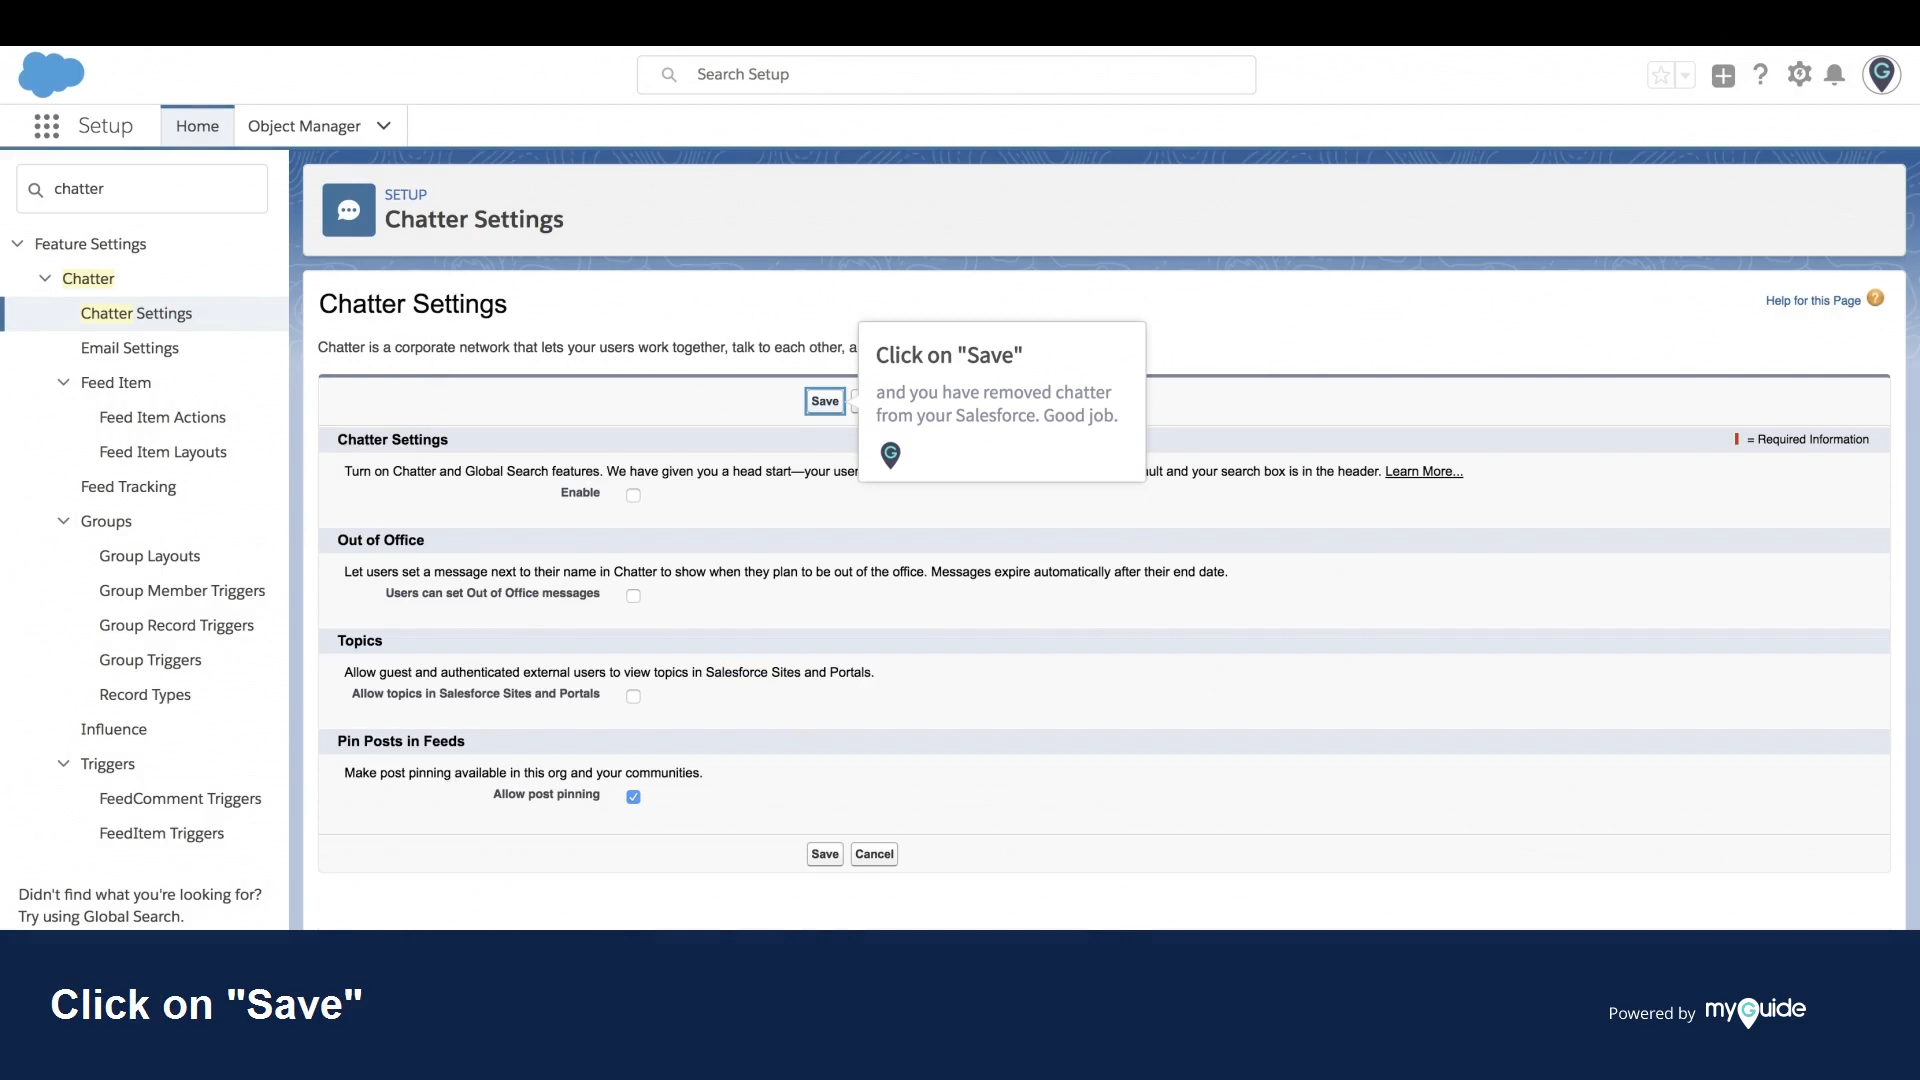 Search Setup
Setup
Home
Object Manager
chatter
Feature Settings
Chatter
Chatter Settings
Email Settings
Feed Item
Feed Item Actions
Feed Item Layouts
Feed Tracking
Groups
Group Layouts
Group Member Triggers
Group Record Triggers
Group Triggers
Record Types
Influence
Triggers
FeedComment Triggers
FeedItem Triggers
Didn't find what you're looking for?
Try using Global Search.
SETUP
Chatter Settings
Chatter Settings
Help for this Page
Chatter is a corporate network that lets your users work together, talk to each other, a
Save
Click on "Save"
and you have removed chatter
from your Salesforce. Good job.
Chatter Settings
= Required Information
Turn on Chatter and Global Search features. We have given you a head start—your user ult and your search box is in the header. Learn More...
Enable
Out of Office
Let users set a message next to their name in Chatter to show when they plan to be out of the office. Messages expire automatically after their end date.
Users can set Out of Office messages
Topics
Allow guest and authenticated external users to view topics in Salesforce Sites and Portals.
Allow topics in Salesforce Sites and Portals
Pin Posts in Feeds
Make post pinning available in this org and your communities.
Allow post pinning
Save Cancel
Click on "Save"
Powered by myGuide